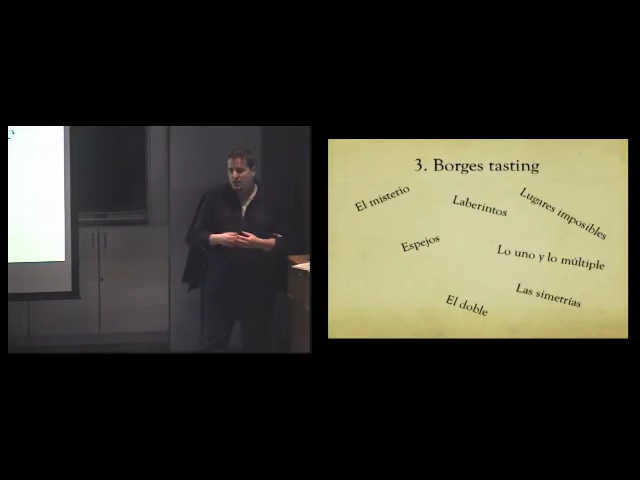 3. Borges tasting
El misterio
Laberintos
Lugares imposibles
Espejos
Lo uno y lo múltiple
Las simetrías
El doble